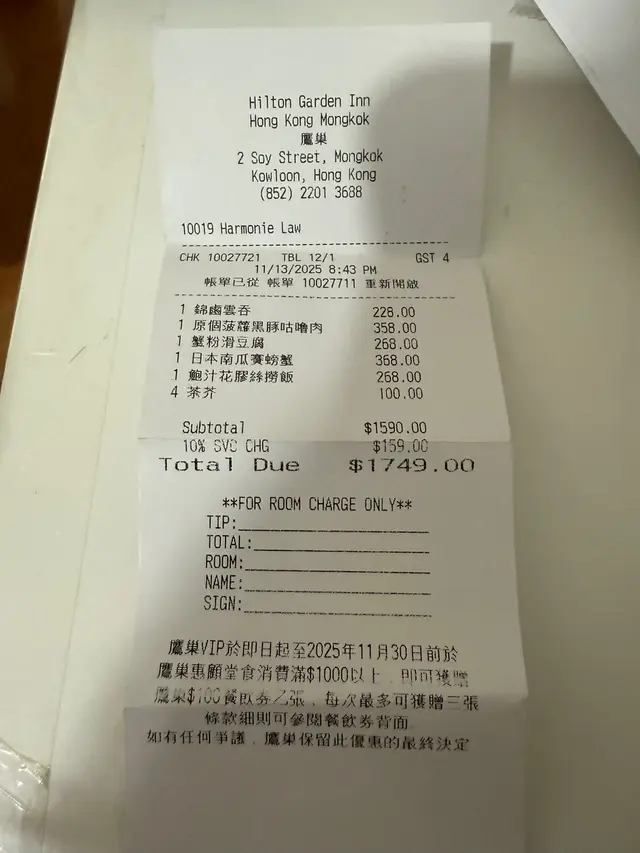 Hilton Garden Inn
Hong Kong Mongkok
鷹巢
2 Soy Street, Mongkok
Kowloon, Hong Kong
(852) 2201 3688
10019 Harmonie Law
CHK 10027721 TBL 12/1 GST 4
11/13/2025 8:43 PM
帳單已從 帳單 10027711 重新開啟
1 錦鹵雲吞 228.00
1 原個菠蘿黑豚咕嚕肉 358.00
1 蟹粉滑豆腐 268.00
1 日本南瓜賽螃蟹 368.00
1 鮑汁花膠絲撈飯 268.00
4 茶芥 100.00
Subtotal $1590.00
10% SVC CHG $159.00
Total Due $1749.00
**FOR ROOM CHARGE ONLY**
TIP:
TOTAL:
ROOM:
NAME:
SIGN:
鷹巢VIP於即日起至2025年11月30日前於
鷹巢惠顧堂食消費滿$1000以上，即可獲贈
鷹巢$100餐飲券乙張，每次最多可獲贈三張
條款細則可參閱餐飲券背面
如有任何爭議，鷹巢保留此優惠的最終決定